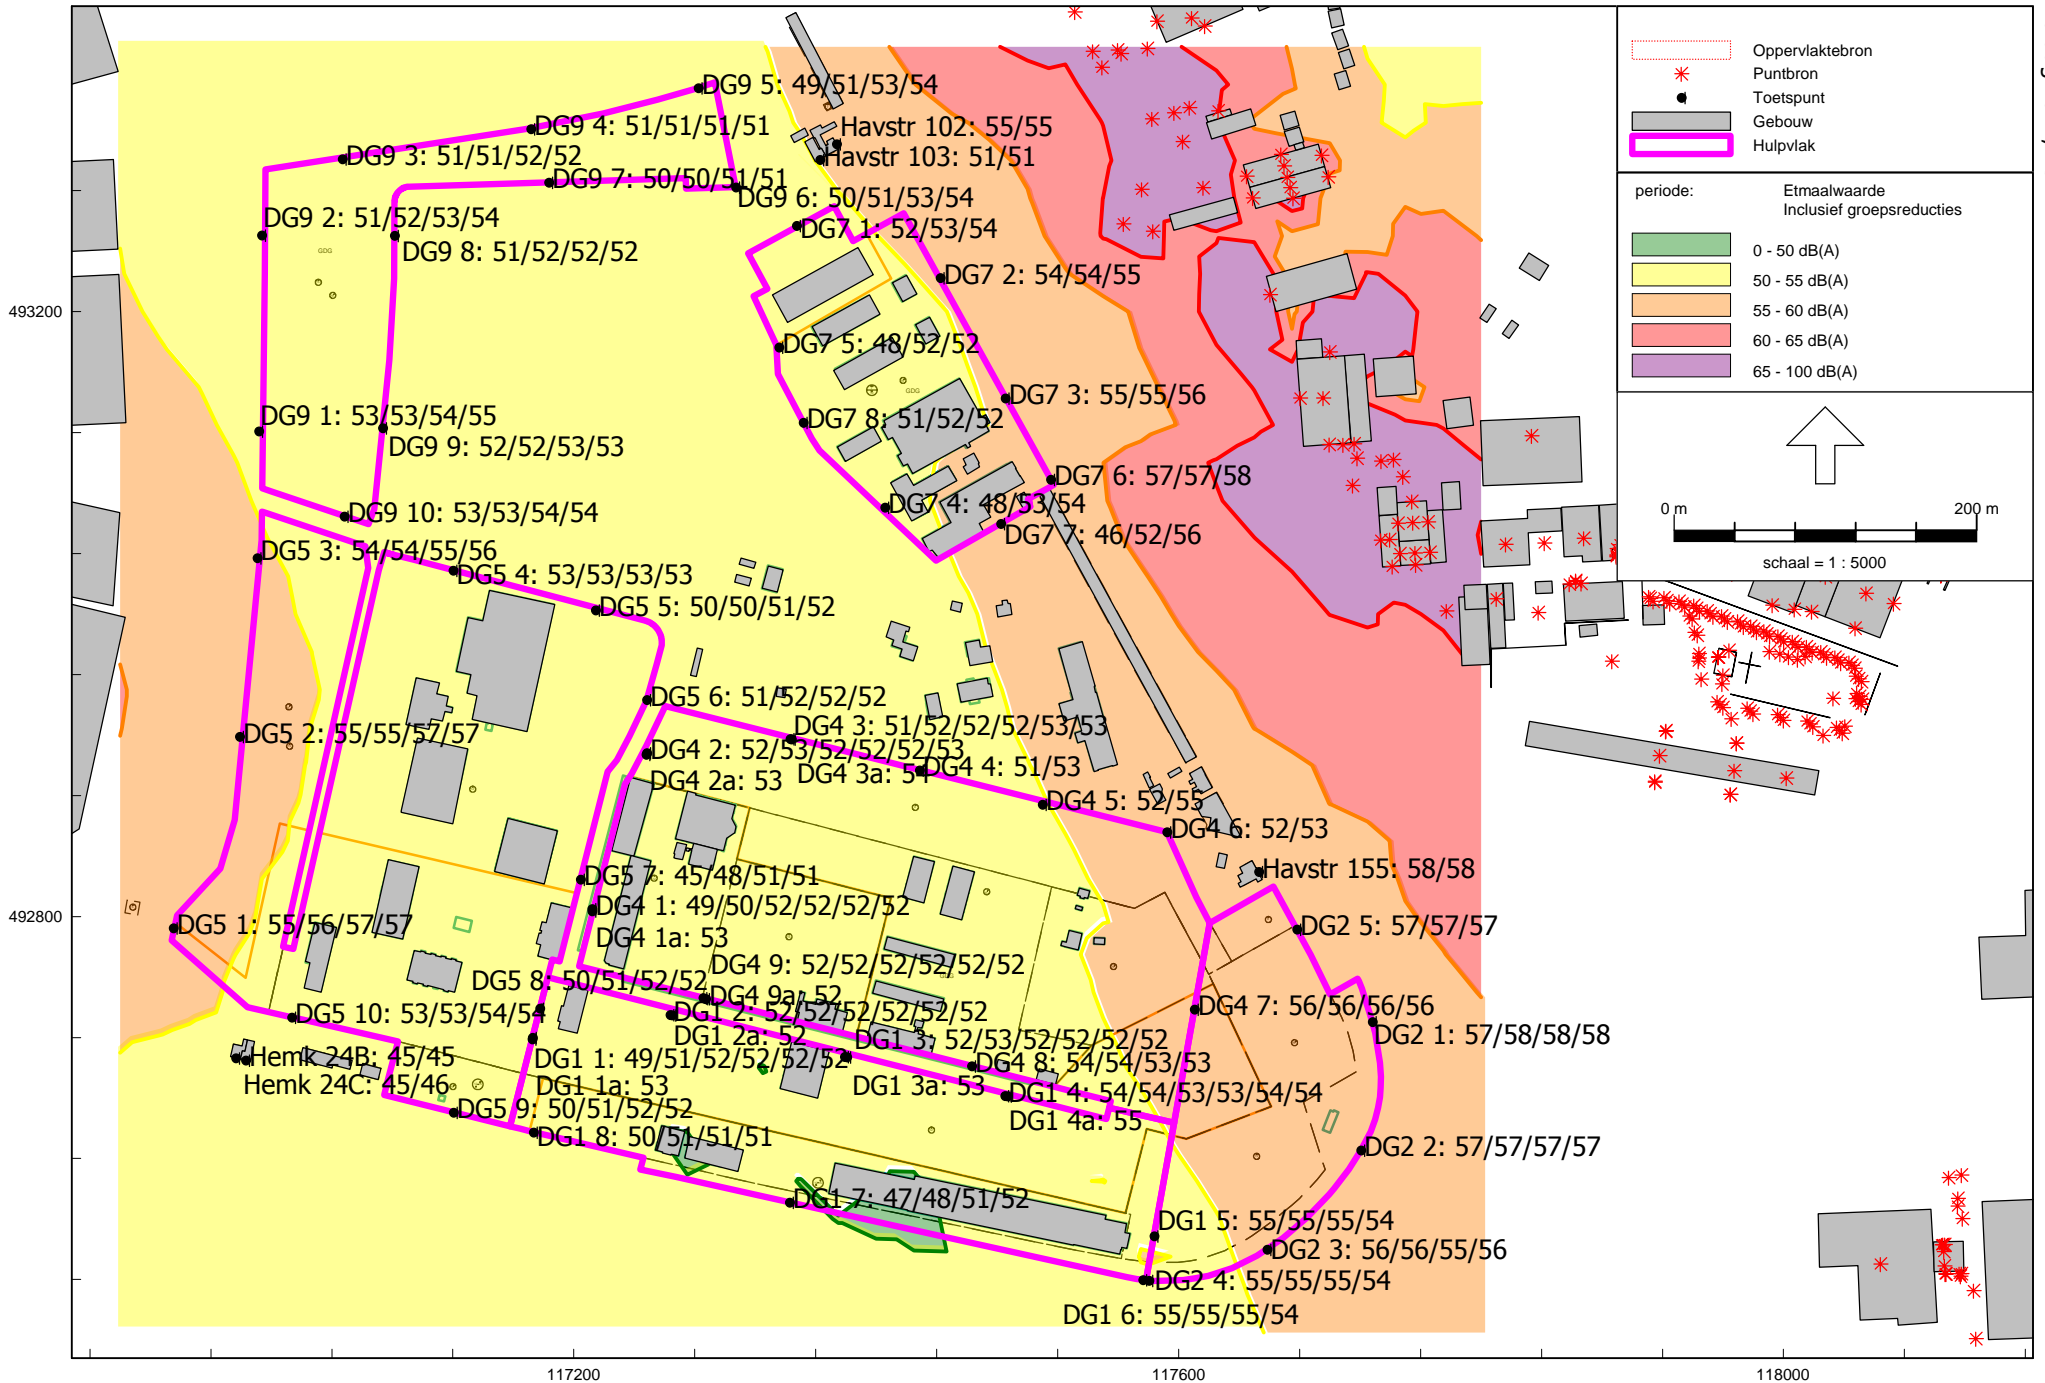 DG9 5: 49/51/53/54
DG9 4: 51/51/51/51
Havstr 102: 55/55
DG9 3: 51/51/52/52
Havstr 103: 51/51
DG9 7: 50/50/51/51
DG9 6: 50/51/53/54
DG9 2: 51/52/53/54
DG7 1: 52/53/54
DG9 8: 51/52/52/52
DG7 2: 54/54/55
493200
DG7 5: 48/52/52
DG7 3: 55/55/56
DG9 1: 53/53/54/55
DG7 8: 51/52/52
DG9 9: 52/52/53/53
DG7 6: 57/57/58
DG7 4: 48/53/54
DG9 10: 53/53/54/54
DG7 7: 46/52/56
DG5 3: 54/54/55/56
DG5 4: 53/53/53/53
DG5 5: 50/50/51/52
DG5 6: 51/52/52/52
DG4 3: 51/52/52/52/53/53
DG5 2: 55/55/57/57
DG4 2: 52/53/52/52/52/53
DG4 2a: 53
DG4 3a: 54
DG4 4: 51/53
DG4 5: 52/55
DG4 6: 52/53
Havstr 155: 58/58
DG5 7: 45/48/51/51
492800
DG4 1: 49/50/52/52/52/52
DG5 1: 55/56/57/57
DG2 5: 57/57/57
DG4 1a: 53
DG4 9: 52/52/52/52/52/52
DG5 8: 50/51/52/52
DG4 9a: 52
DG4 7: 56/56/56/56
DG5 10: 53/53/54/54
DG1 2: 52/52/52/52/52/52
DG2 1: 57/58/58/58
DG1 2a: 52
DG1 3: 52/53/52/52/52/52
Hemk 24B: 45/45
DG1 1: 49/51/52/52/52/52
DG4 8: 54/54/53/53
Hemk 24C: 45/46
DG1 1a: 53
DG1 3a: 53
DG1 4: 54/54/53/53/54/54
DG5 9: 50/51/52/52
DG1 4a: 55
DG1 8: 50/51/51/51
DG2 2: 57/57/57/57
DG1 7: 47/48/51/52
DG1 5: 55/55/55/54
DG2 3: 56/56/55/56
DG2 4: 55/55/55/54
DG1 6: 55/55/55/54
117200
117600
118000
Oppervlaktebron
Puntbron
Toetspunt
Gebouw
Hulpvlak
periode:
Etmaalwaarde
Inclusief groepsreducties
0 - 50 dB(A)
50 - 55 dB(A)
55 - 60 dB(A)
60 - 65 dB(A)
65 - 100 dB(A)
0 m
200 m
schaal = 1 : 5000
GDG
GDG